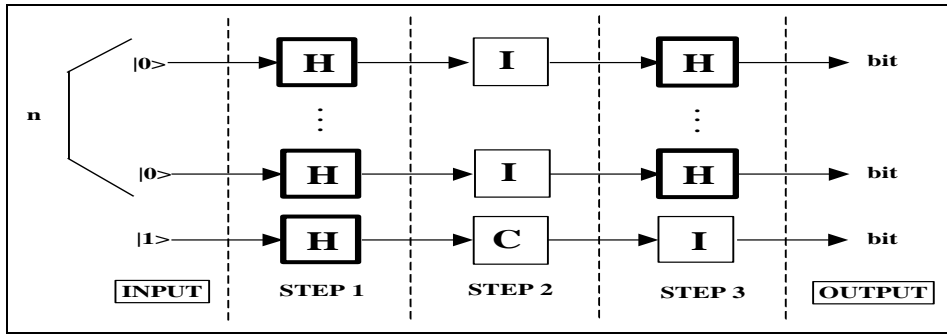 |0> H I H bit
n
⋮ ⋮
|0> H I H bit
|1> H C I bit
INPUT STEP 1 STEP 2 STEP 3 OUTPUT